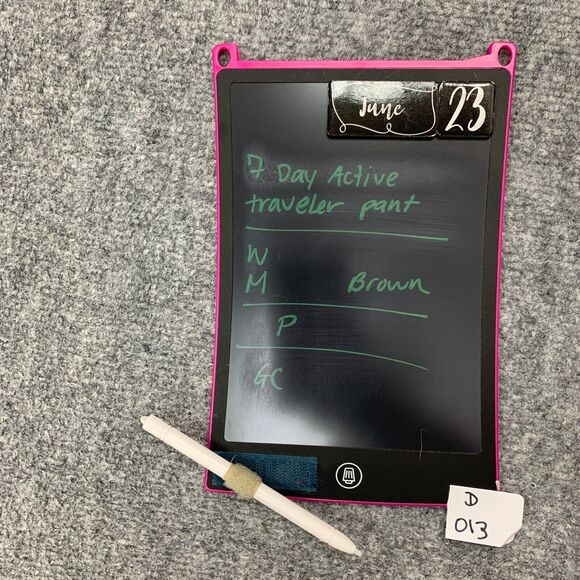 June 23
7 Day Active
traveler pant
W
M Brown
P
GC
D
013